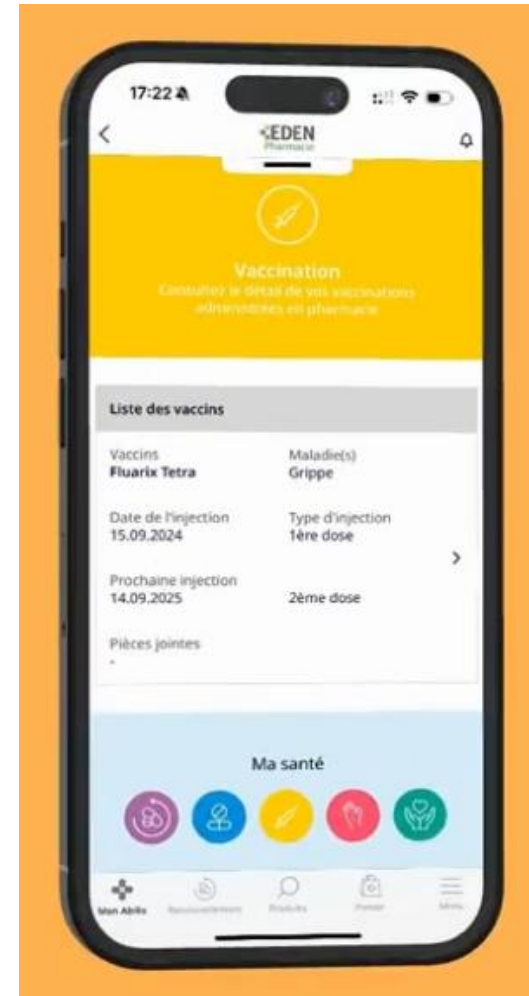 17:22
EDEN
Pharmacie
Vaccination
Consultez le détail de vos vaccinations
administrées en pharmacie
Liste des vaccins
Vaccins
Maladie(s)
Fluarix Tetra
Grippe
Date de l'injection
Type d'injection
15.09.2024
1ère dose
Prochaine injection
14.09.2025
2ème dose
Pièces jointes
-
Ma santé
Mon Abrils
Renouvellement
Produits
Panier
Menu